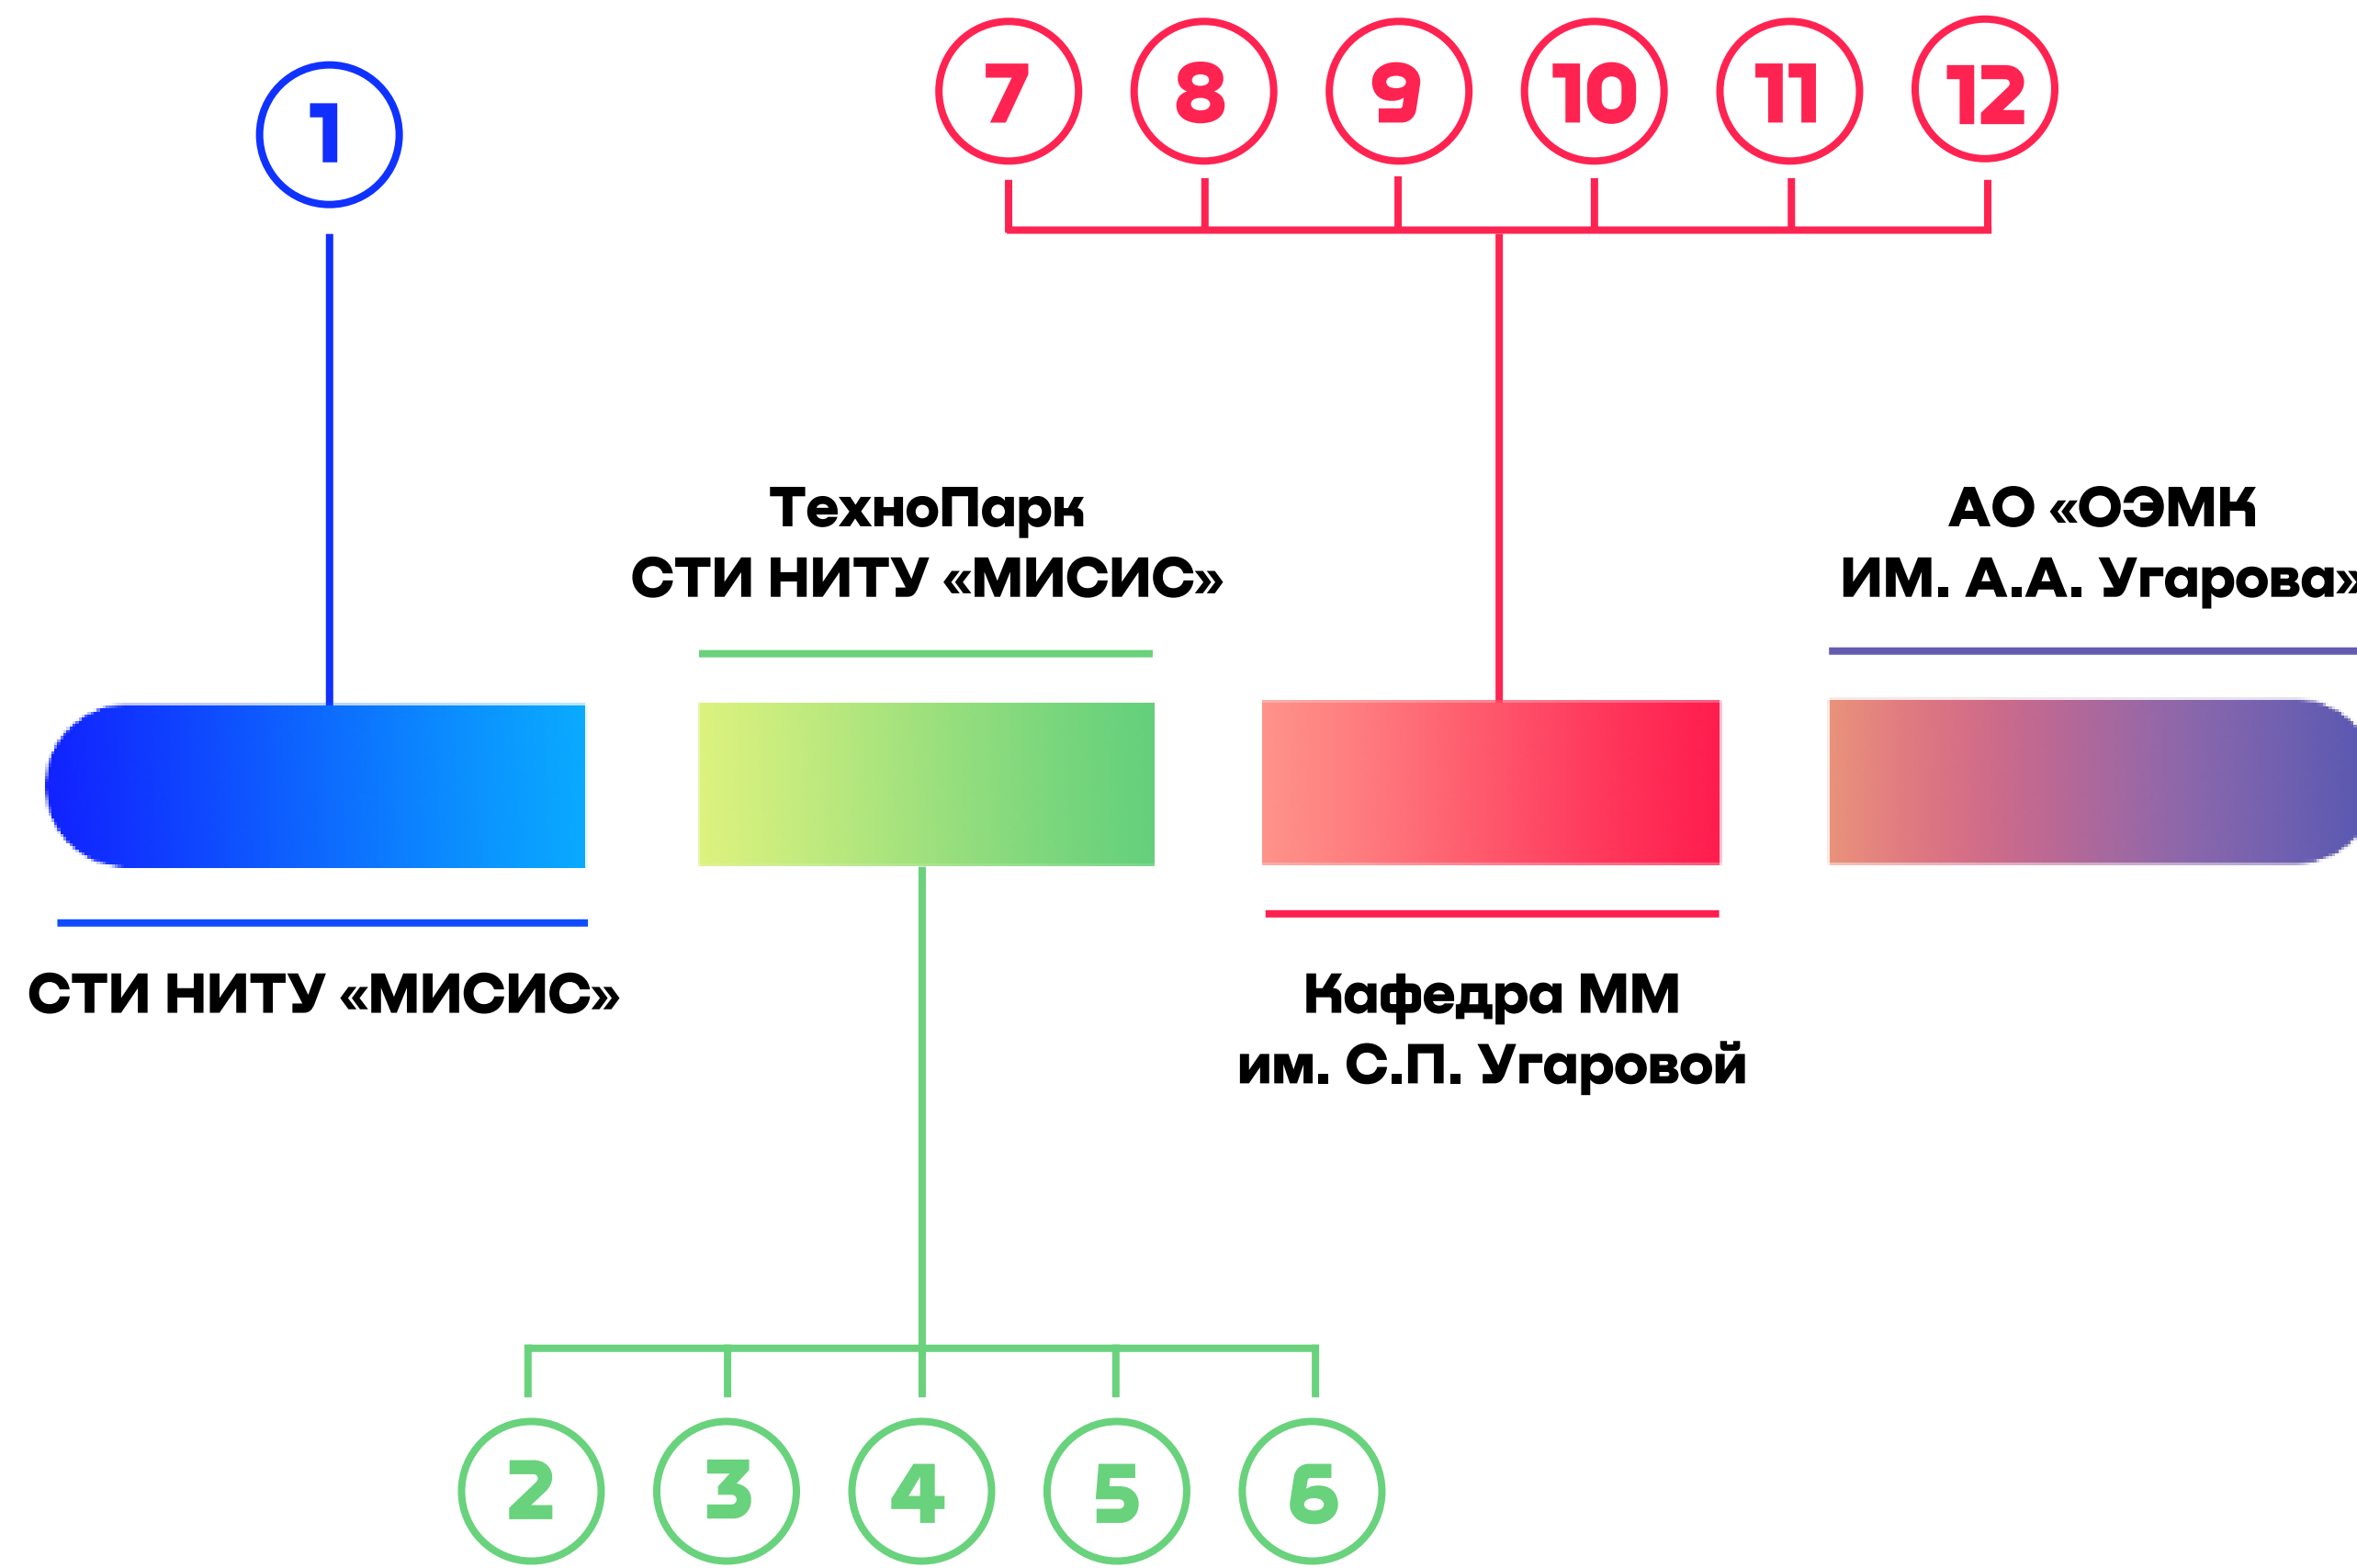 1
7 8 9 10 11 12
ТехноПарк
СТИ НИТУ «МИСИС»
АО «ОЭМК
ИМ. А.А. Угарова»
СТИ НИТУ «МИСИС»
Кафедра ММ
им. С.П. Угаровой
2 3 4 5 6